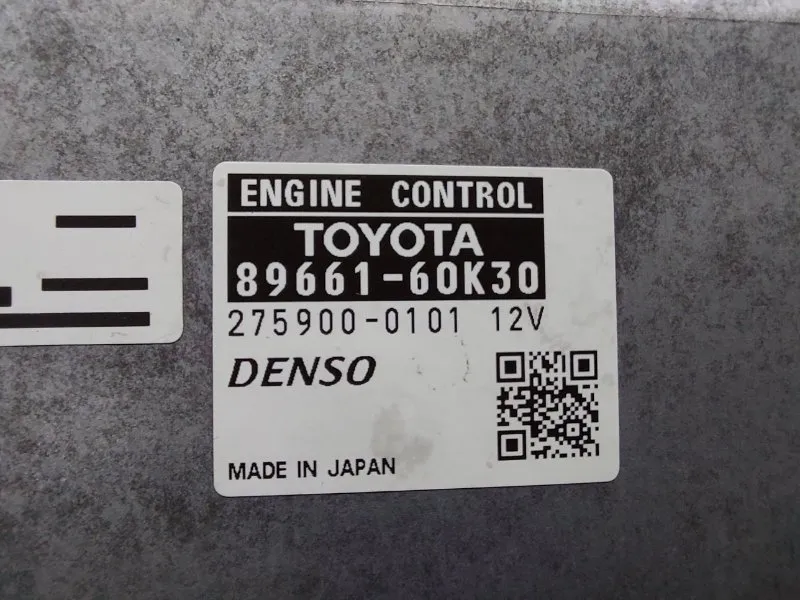 ENGINE CONTROL
TOYOTA
89661-60K30
275900-0101 12V
DENSO
MADE IN JAPAN